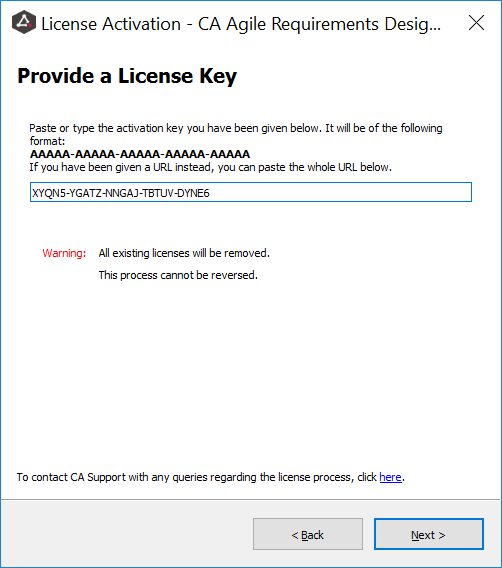 License Activation - CA Agile Requirements Desig...
Provide a License Key
Paste or type the activation key you have been given below. It will be of the following
format:
AAAAA-AAAAA-AAAAA-AAAAA-AAAAA
If you have been given a URL instead, you can paste the whole URL below.
XYQN5-YGATZ-NNGAJ-TBTUV-DYNE6
Warning: All existing licenses will be removed.
This process cannot be reversed.
To contact CA Support with any queries regarding the license process, click here.
< Back Next >